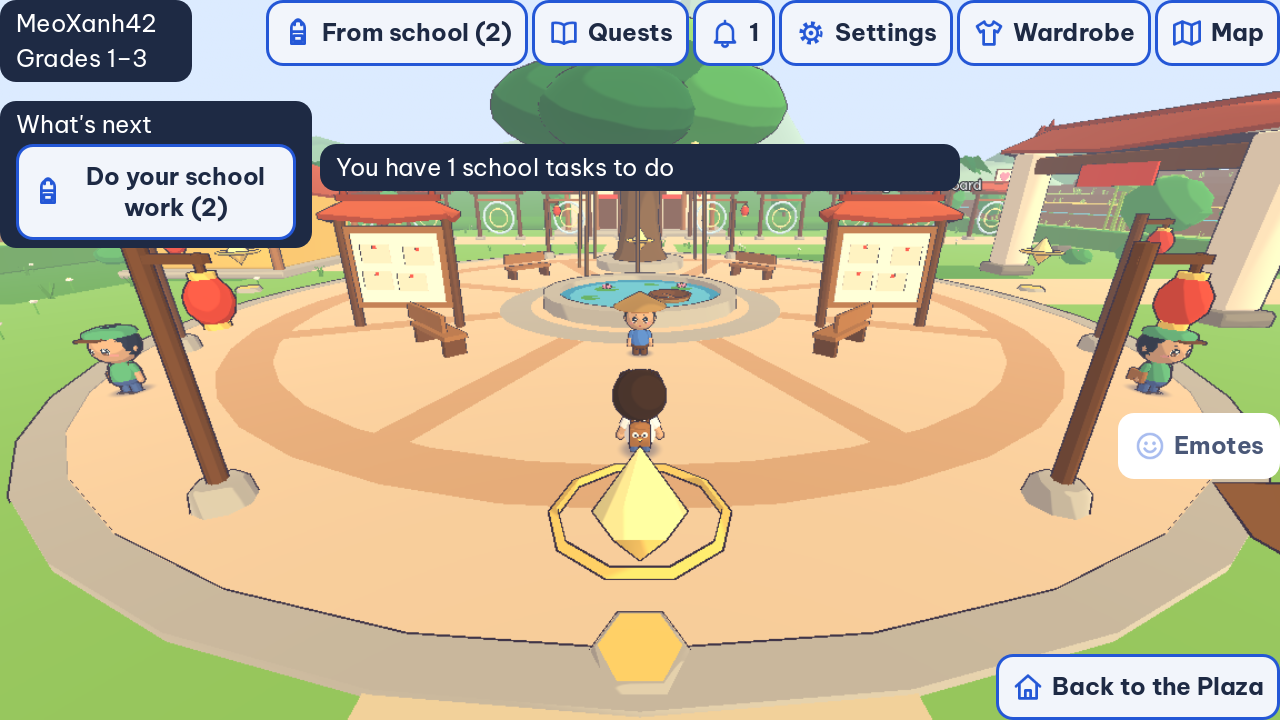 MeoXanh42
Grades 1–3
From school (2)
Quests
1
Settings
Wardrobe
Map
What's next
Do your school
work (2)
You have 1 school tasks to do
Emotes
Back to the Plaza